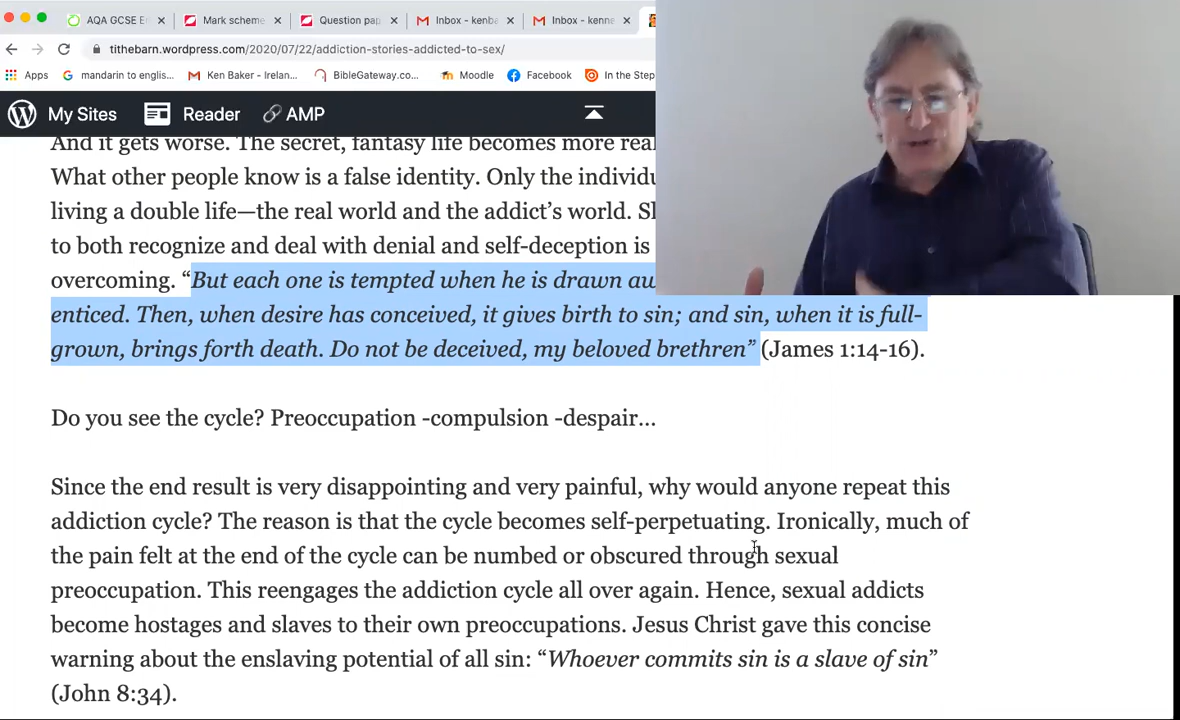 AQA GCSE E
Mark scheme
Question pap
Inbox - kenba
Inbox - kenne
tithebarn.wordpress.com/2020/07/22/addiction-stories-addicted-to-sex/
Apps
mandarin to englis...
Ken Baker - Irelan...
BibleGateway.co...
Moodle
Facebook
In the Step
My Sites
Reader
AMP
And it gets worse. The secret, fantasy life becomes more real
What other people know is a false identity. Only the individu
living a double life—the real world and the addict’s world. Sl
to both recognize and deal with denial and self-deception is
overcoming. “But each one is tempted when he is drawn aw
enticed. Then, when desire has conceived, it gives birth to sin; and sin, when it is full-
grown, brings forth death. Do not be deceived, my beloved brethren” (James 1:14-16).
Do you see the cycle? Preoccupation -compulsion -despair…
Since the end result is very disappointing and very painful, why would anyone repeat this
addiction cycle? The reason is that the cycle becomes self-perpetuating. Ironically, much of
the pain felt at the end of the cycle can be numbed or obscured through sexual
preoccupation. This reengages the addiction cycle all over again. Hence, sexual addicts
become hostages and slaves to their own preoccupations. Jesus Christ gave this concise
warning about the enslaving potential of all sin: “Whoever commits sin is a slave of sin”
(John 8:34).